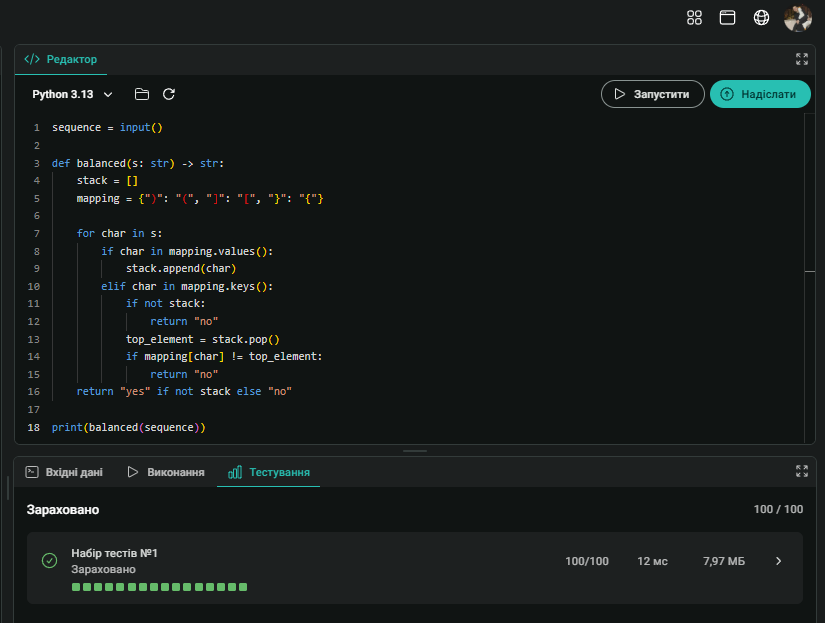 </> Редактор
Python 3.13
Запустити
Надіслати
1 sequence = input()
2
3 def balanced(s: str) -> str:
4     stack = []
5     mapping = {")": "(", "]": "[", "}": "{"}
6
7     for char in s:
8         if char in mapping.values():
9             stack.append(char)
10         elif char in mapping.keys():
11             if not stack:
12                 return "no"
13             top_element = stack.pop()
14             if mapping[char] != top_element:
15                 return "no"
16     return "yes" if not stack else "no"
17
18 print(balanced(sequence))
Вхідні дані
Виконання
Тестування
Зараховано
100 / 100
Набір тестів №1
Зараховано
100/100
12 мс
7,97 МБ